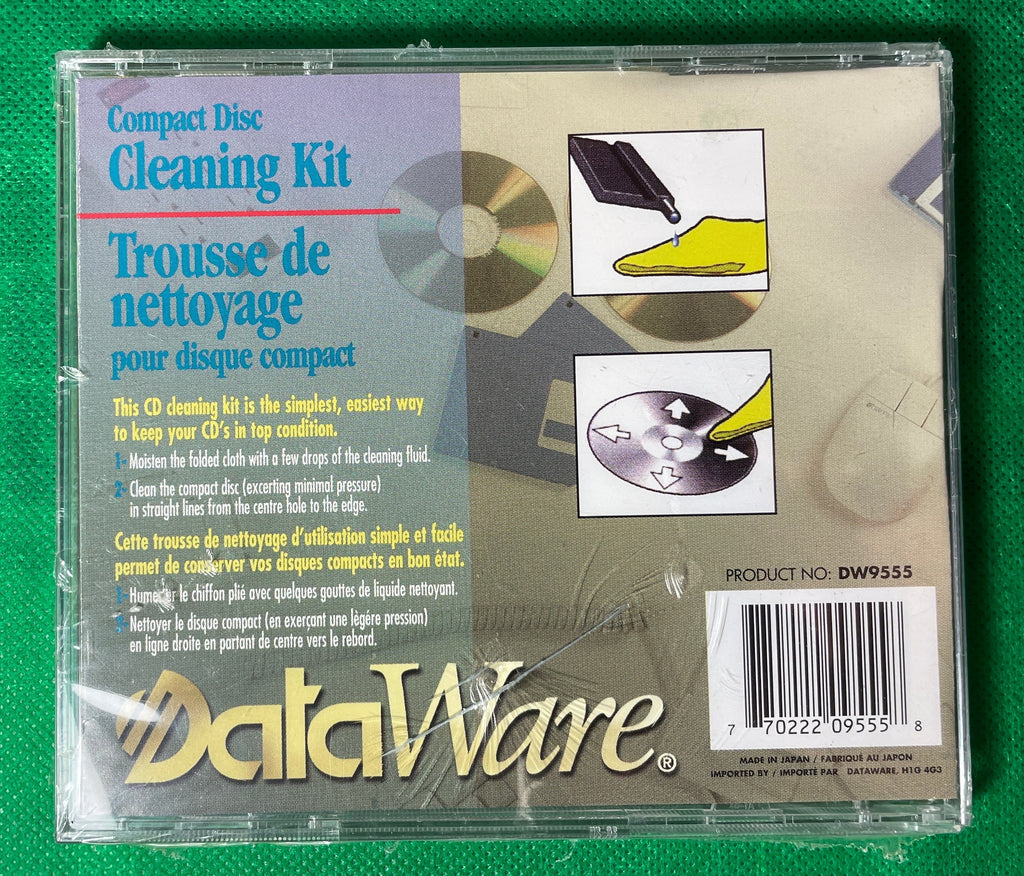 Compact Disc
Cleaning Kit
Trousse de
nettoyage
pour disque compact
This CD cleaning kit is the simplest, easiest way
to keep your CD's in top condition.
1- Moisten the folded cloth with a few drops of the cleaning fluid.
2- Clean the compact disc (excerting minimal pressure)
in straight lines from the centre hole to the edge.
Cette trousse de nettoyage d'utilisation simple et facile
permet de conserver vos disques compacts en bon état.
Humecter le chiffon plié avec quelques gouttes de liquide nettoyant.
Nettoyer le disque compact (en exerçant une lègére pression)
en ligne droite en partant de centre vers le rebord.
DataWare®
PRODUCT NO: DW9555
7 70222 09555 8
MADE IN JAPAN / FABRIQUÉ AU JAPON
IMPORTED BY / IMPORTÉ PAR DATAWARE, H1G 4G3